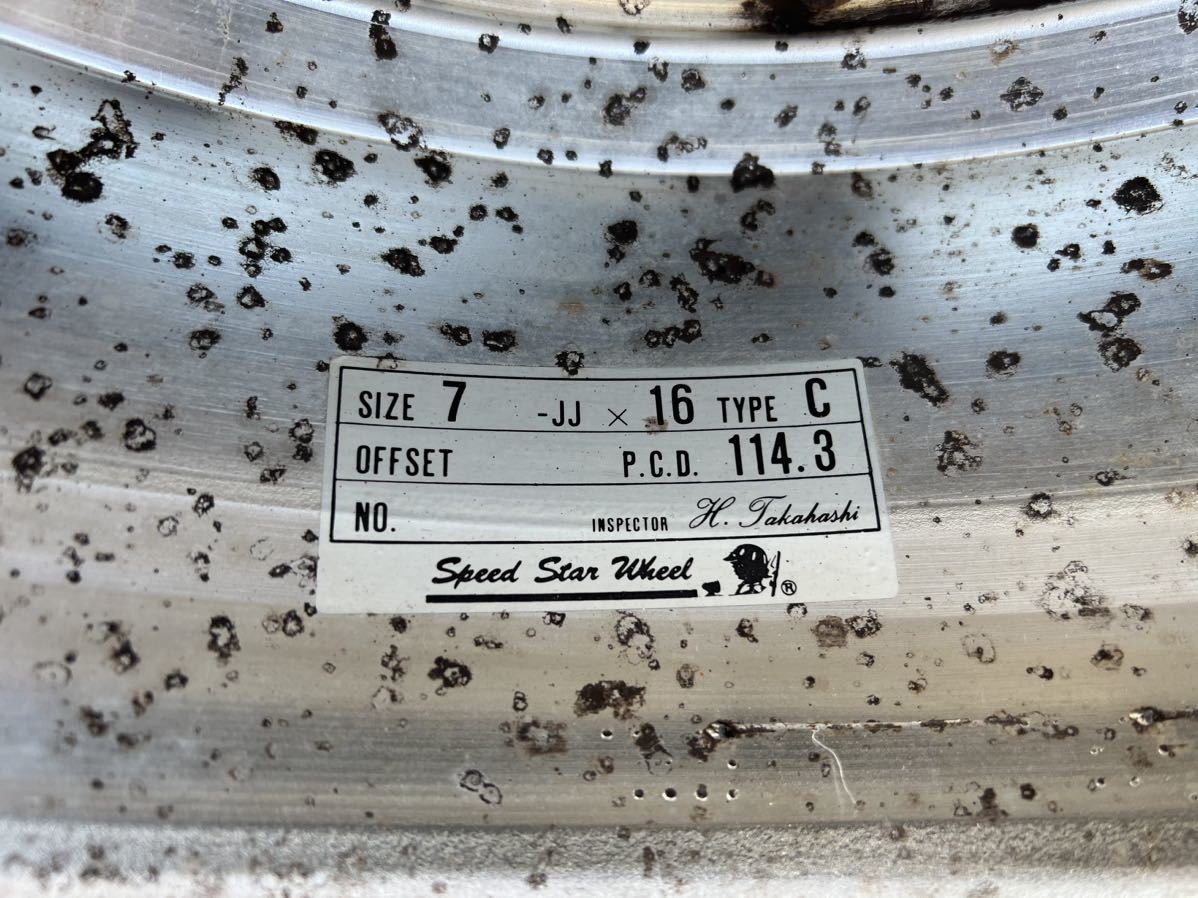 SIZE 7 -JJ × 16 TYPE C
OFFSET P.C.D. 114.3
NO. INSPECTOR H. Takahashi
Speed Star Wheel ®